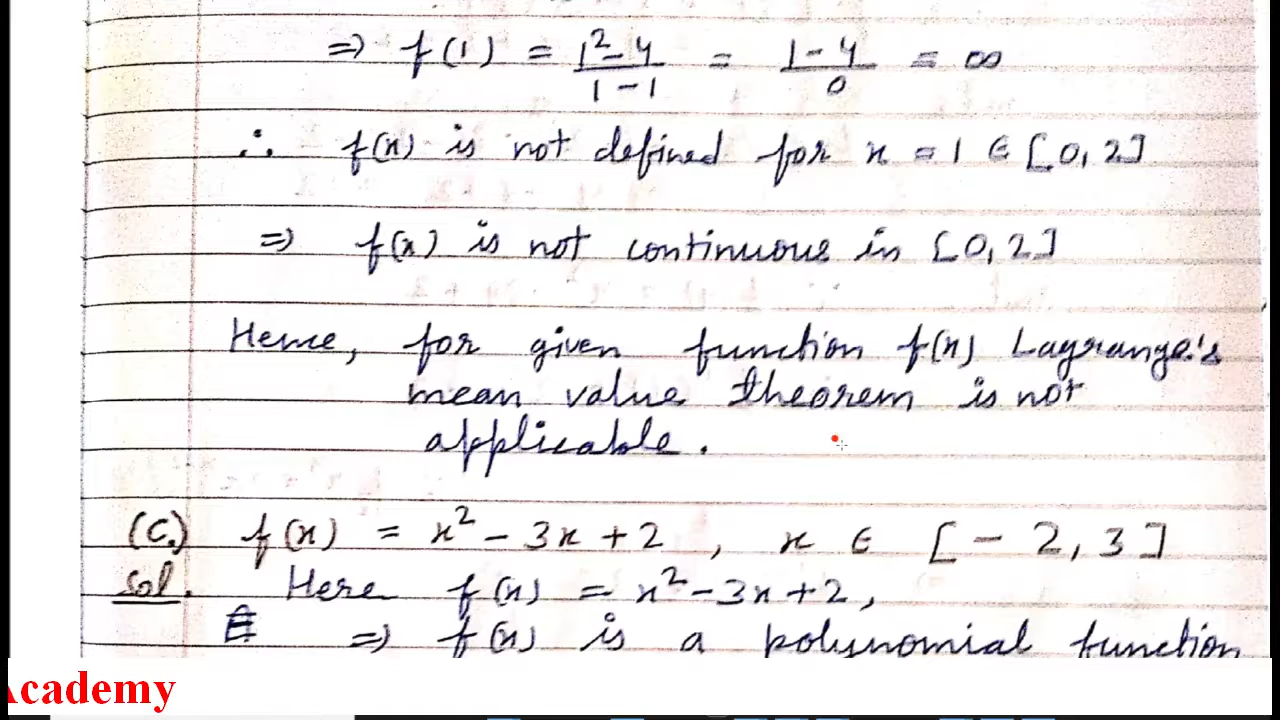 ⇒ f(1) = 1²-4/1-1 = 1-4/0 = ∞
∴ f(x) is not defined for x = 1 ∈ [0, 2]
⇒ f(x) is not continuous in [0, 2]
Hence, for given function f(x) Lagrange's
mean value theorem is not
applicable.
(C.) f(x) = x² - 3x + 2 , x ∈ [- 2, 3]
Sol. Here f(x) = x² - 3x + 2,
⇒ f(x) is a polynomial function
Academy